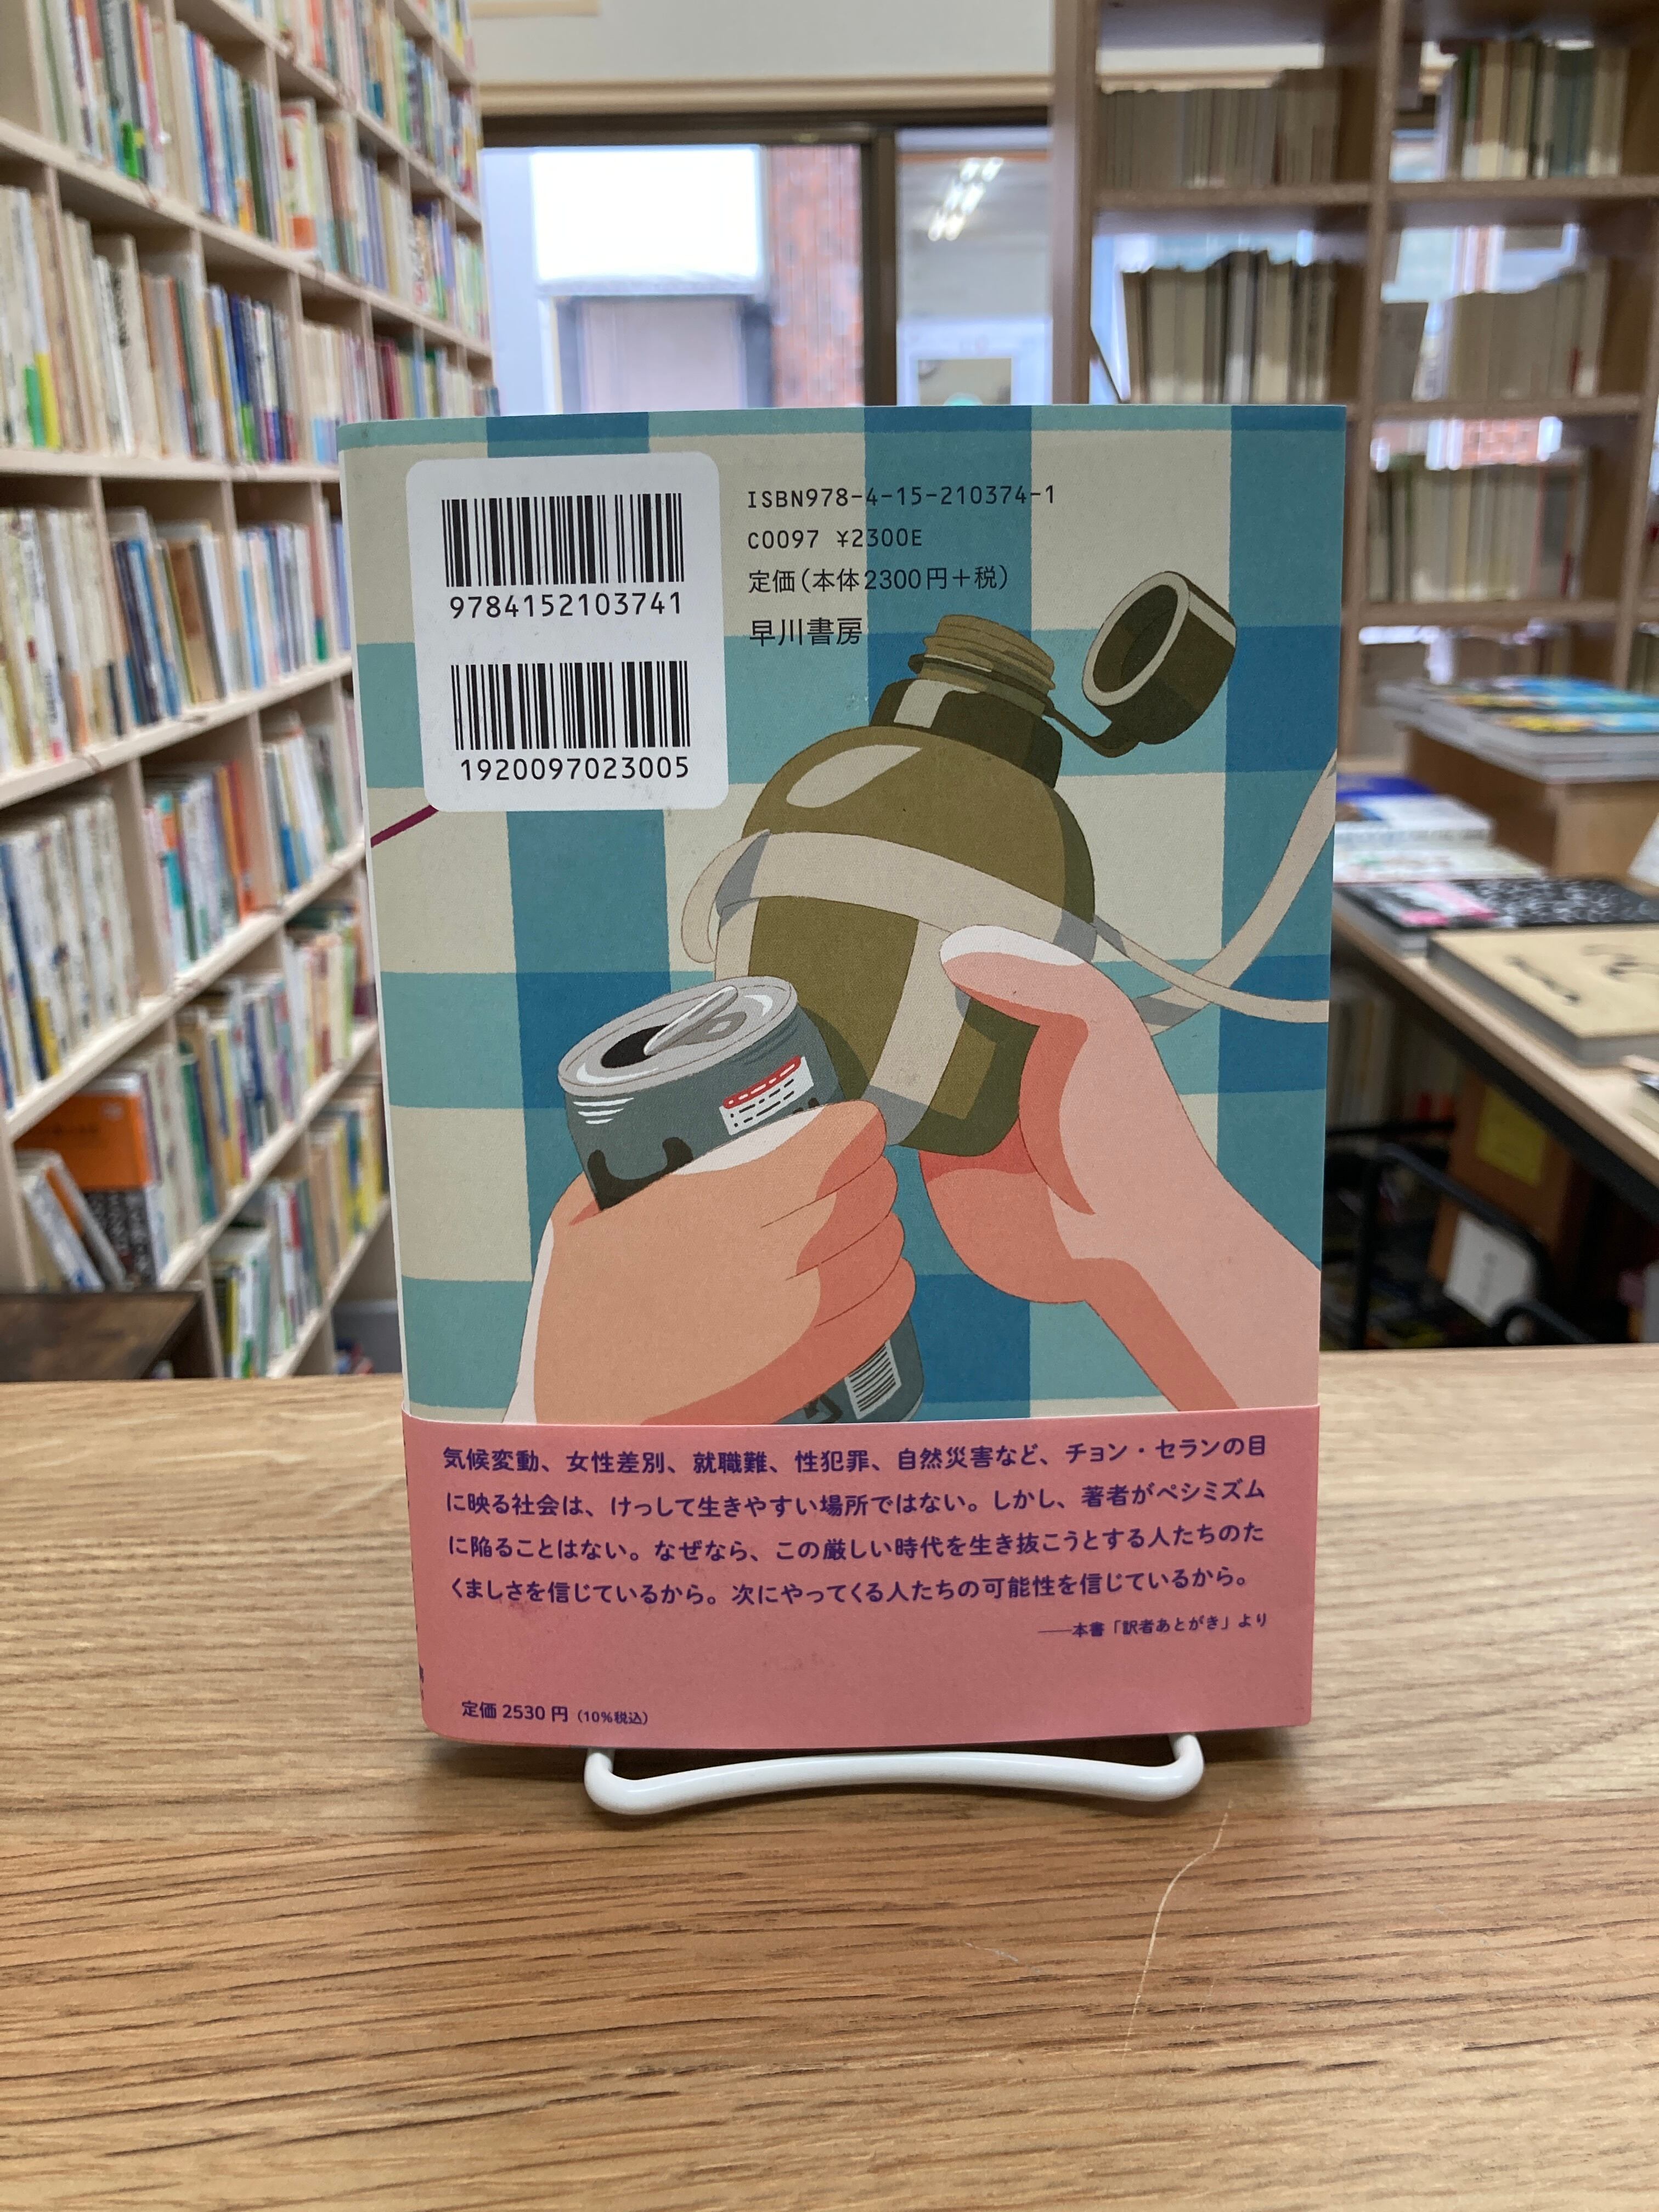 9784152103741
1920097023005
ISBN978-4-15-210374-1
C0097 ¥2300E
定価(本体2300円+税)
早川書房
気候変動、女性差別、就職難、性犯罪、自然災害など、チョン・セランの目
に映る社会は、けっして生きやすい場所ではない。しかし、著者がペシミズム
に陥ることはない。なぜなら、この厳しい時代を生き抜こうとする人たちのた
くましさを信じているから。次にやってくる人たちの可能性を信じているから。
──本書「訳者あとがき」より
定価 2530 円(10%税込)